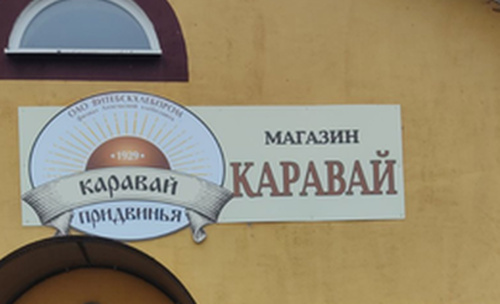 ОАО ВИТЕБСКХЛЕБПРОМ
1929
каравай
придвинья
МАГАЗИН
КАРАВАЙ